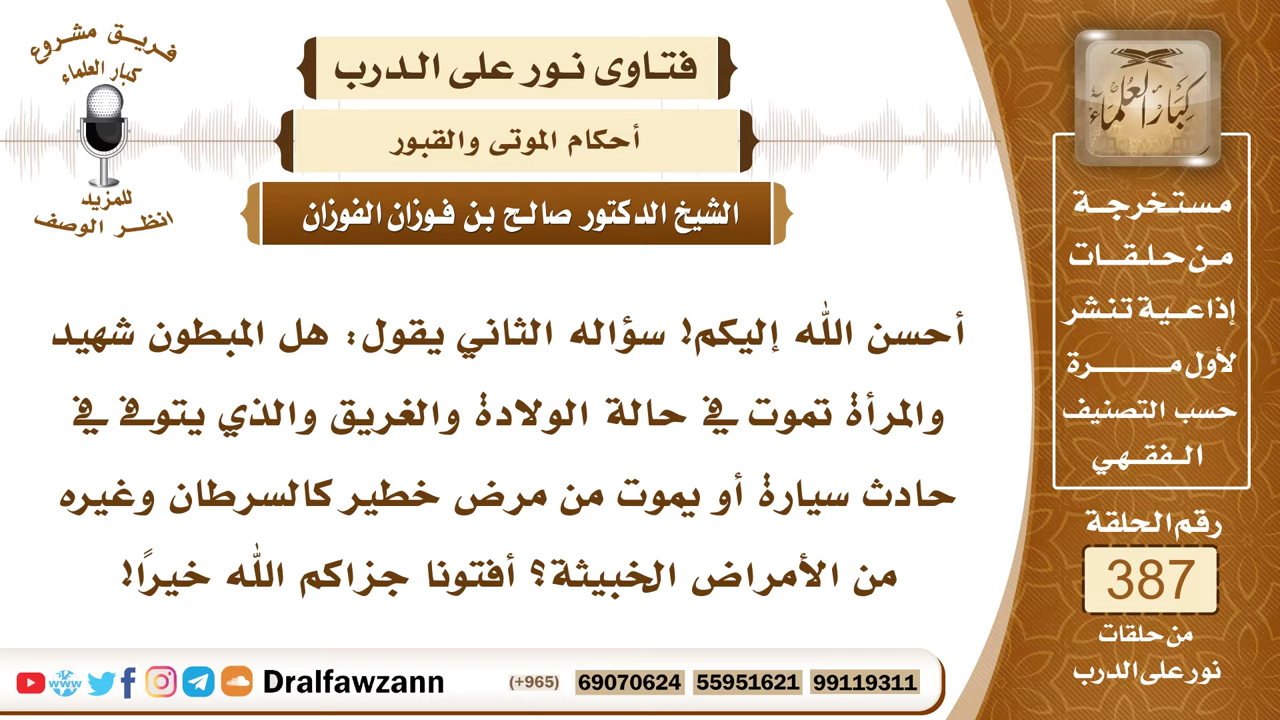 فريق مشروع
كبار العلماء
للمزيد
انظر الوصف
فتاوى نور على الدرب
أحكام الموتى والقبور
الشيخ الدكتور صالح بن فوزان الفوزان
أحسن الله إليكم! سؤاله الثاني يقول: هل المبطون شهيد
والمرأة تموت في حالة الولادة والغريق والذي يتوفى في
حادث سيارة أو يموت من مرض خطير كالسرطان وغيره
من الأمراض الخبيثة؟ أفتونا جزاكم الله خيرًا!
كبار العلماء
مستخرجة
من حلقات
إذاعية تنشر
لأول مرة
حسب التصنيف
الفقهي
رقم الحلقة
387
من حلقات
نور على الدرب
www Dralfawzann (+965) 69070624 55951621 99119311